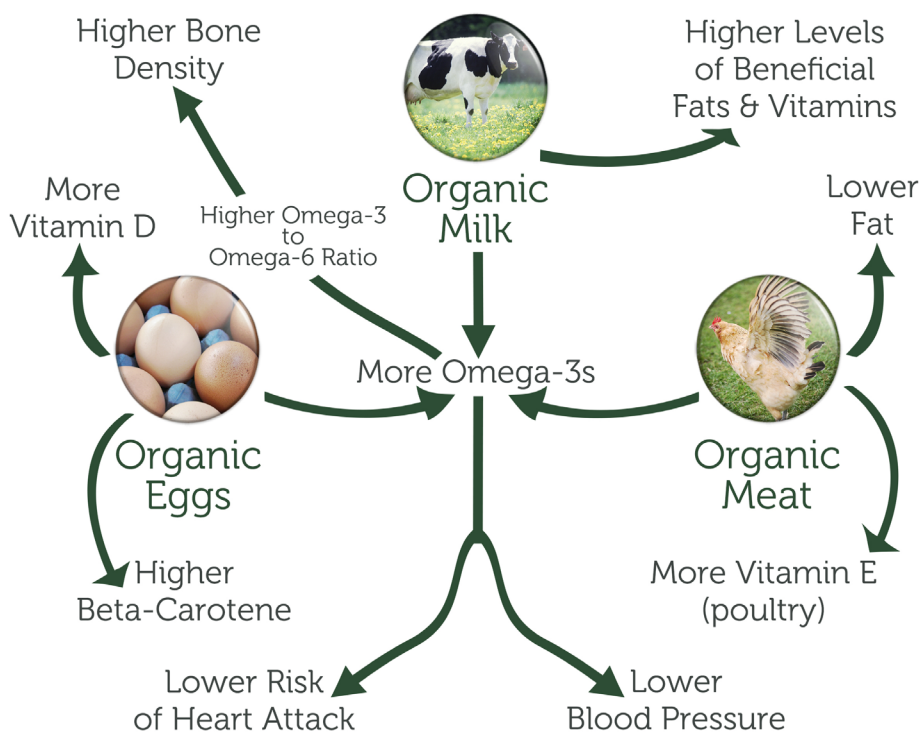 Higher Bone
Density
Higher Levels
of Beneficial
Fats & Vitamins
More
Vitamin D
Higher Omega-3
to
Omega-6 Ratio
Organic
Milk
Lower
Fat
More Omega-3s
Organic
Eggs
Organic
Meat
Higher
Beta-Carotene
More Vitamin E
(poultry)
Lower Risk
of Heart Attack
Lower
Blood Pressure